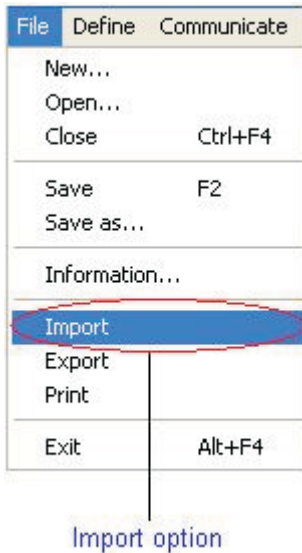 File Define Communicate
New...
Open...
Close Ctrl+F4
Save F2
Save as...
Information...
Import
Export
Print
Exit Alt+F4
Import option